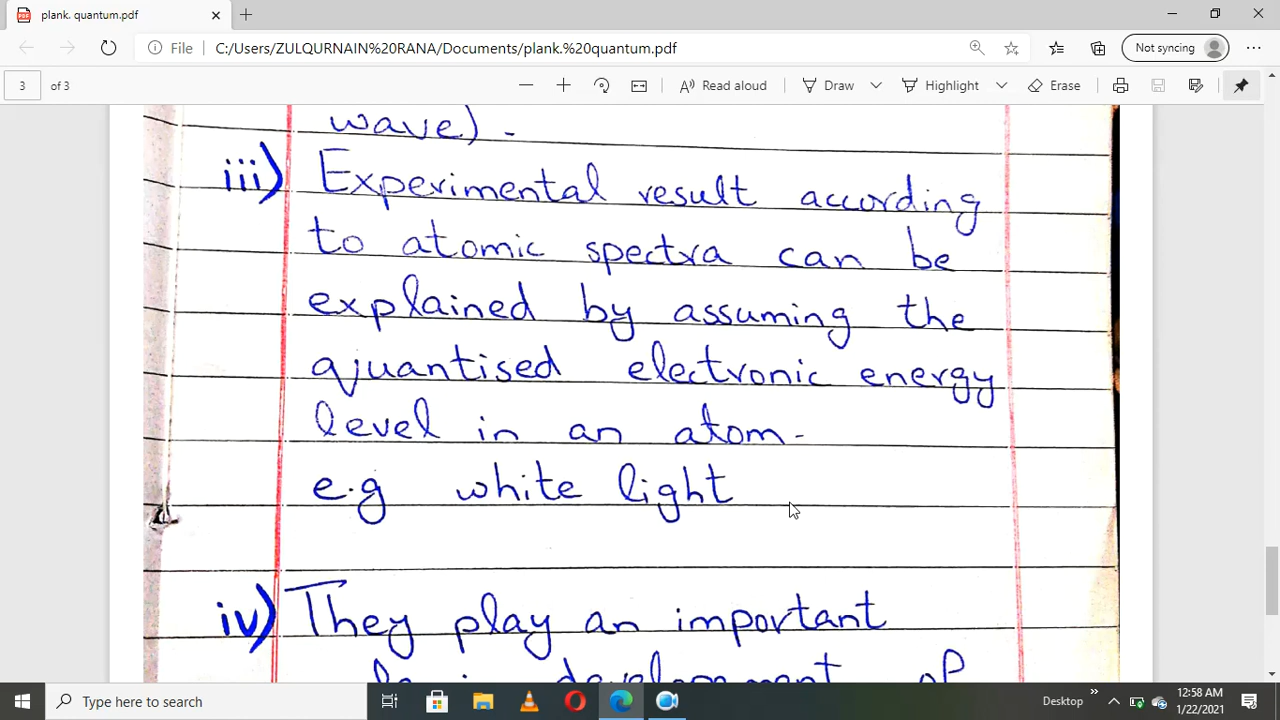 plank. quantum.pdf
File
C:/Users/ZULQURNAIN%20RANA/Documents/plank.%20quantum.pdf
Not syncing
3 of 3
Read aloud
Draw
Highlight
Erase
wave) .
iii) Experimental result according
to atomic spectra can be
explained by assuming the
quantised electronic energy
level in an atom.
e.g white light
iv) They play an important
development of
Type here to search
Desktop
12:58 AM
1/22/2021